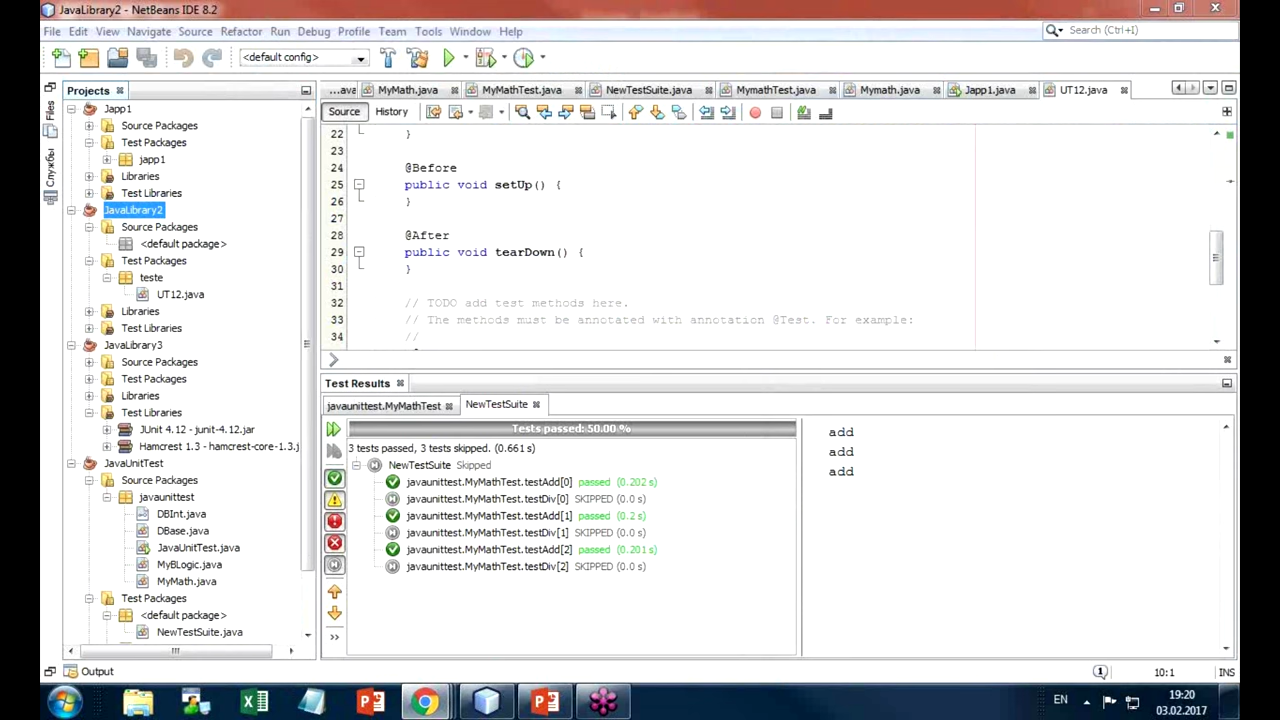 JavaLibrary2 - NetBeans IDE 8.2
File Edit View Navigate Source Refactor Run Debug Profile Team Tools Window Help
Search (Ctrl+I)
<default config>
Projects
Files
Службы
Japp1
Source Packages
Test Packages
japp1
Libraries
Test Libraries
JavaLibrary2
Source Packages
<default package>
Test Packages
teste
UT12.java
Libraries
Test Libraries
JavaLibrary3
Source Packages
Test Packages
Libraries
Test Libraries
JUnit 4.12 - junit-4.12.jar
Hamcrest 1.3 - hamcrest-core-1.3.j
JavaUnitTest
Source Packages
javaunittest
DBInt.java
DBase.java
JavaUnitTest.java
MyBLogic.java
MyMath.java
Test Packages
<default package>
NewTestSuite.java
...ava MyMath.java MyMathTest.java NewTestSuite.java MymathTest.java Mymath.java Japp1.java UT12.java
Source History
22 }
23
24 @Before
25 public void setUp() {
26 }
27
28 @After
29 public void tearDown() {
30 }
31
32 // TODO add test methods here.
33 // The methods must be annotated with annotation @Test. For example:
34 //
Test Results
javaunittest.MyMathTest NewTestSuite
Tests passed: 50.00 %
3 tests passed, 3 tests skipped. (0.661 s)
NewTestSuite Skipped
javaunittest.MyMathTest.testAdd[0] passed (0.202 s)
javaunittest.MyMathTest.testDiv[0] SKIPPED (0.0 s)
javaunittest.MyMathTest.testAdd[1] passed (0.2 s)
javaunittest.MyMathTest.testDiv[1] SKIPPED (0.0 s)
javaunittest.MyMathTest.testAdd[2] passed (0.201 s)
javaunittest.MyMathTest.testDiv[2] SKIPPED (0.0 s)
add
add
add
Output
1
10:1 INS
EN
19:20
03.02.2017